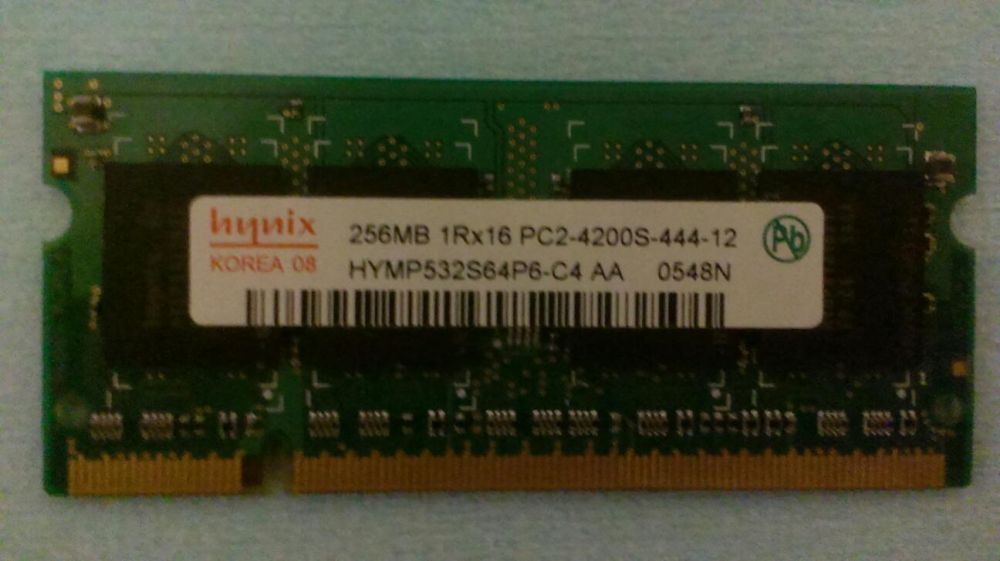 hynix
KOREA 08
256MB 1Rx16 PC2-4200S-444-12
HYMP532S64P6-C4 AA 0548N
Pb